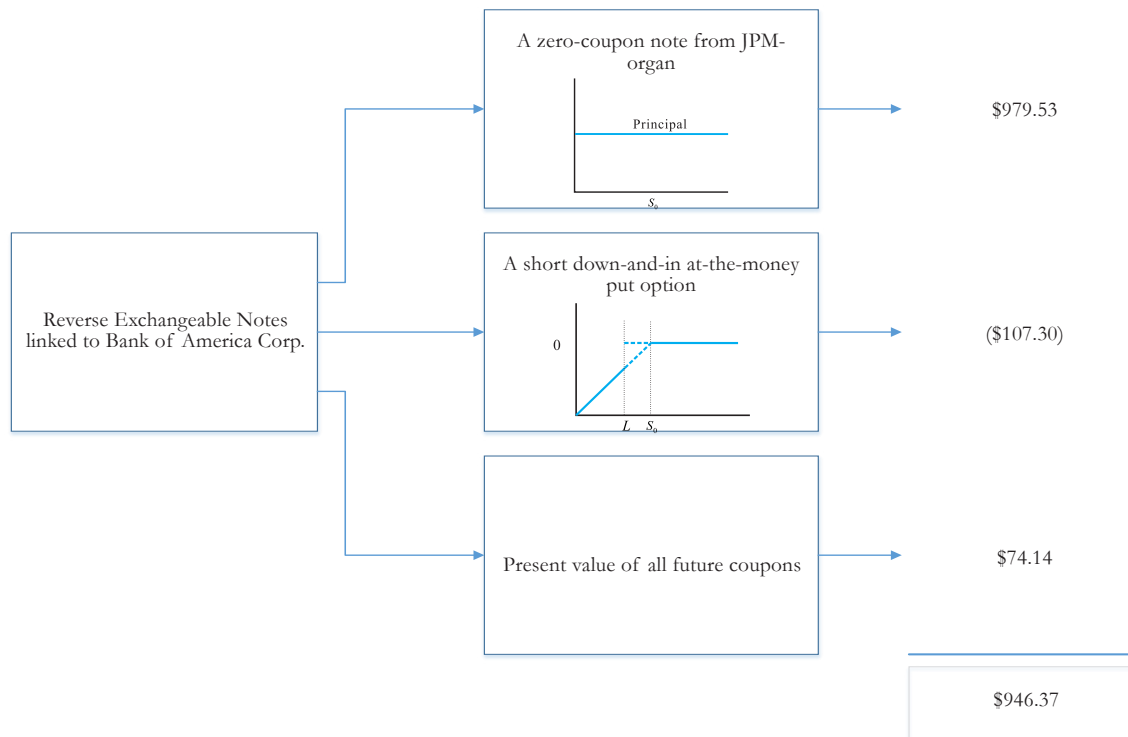 A zero-coupon note from JPM-
organ
Principal
S₀
$979.53
Reverse Exchangeable Notes
linked to Bank of America Corp.
A short down-and-in at-the-money
put option
0
L S₀
($107.30)
Present value of all future coupons
$74.14
$946.37